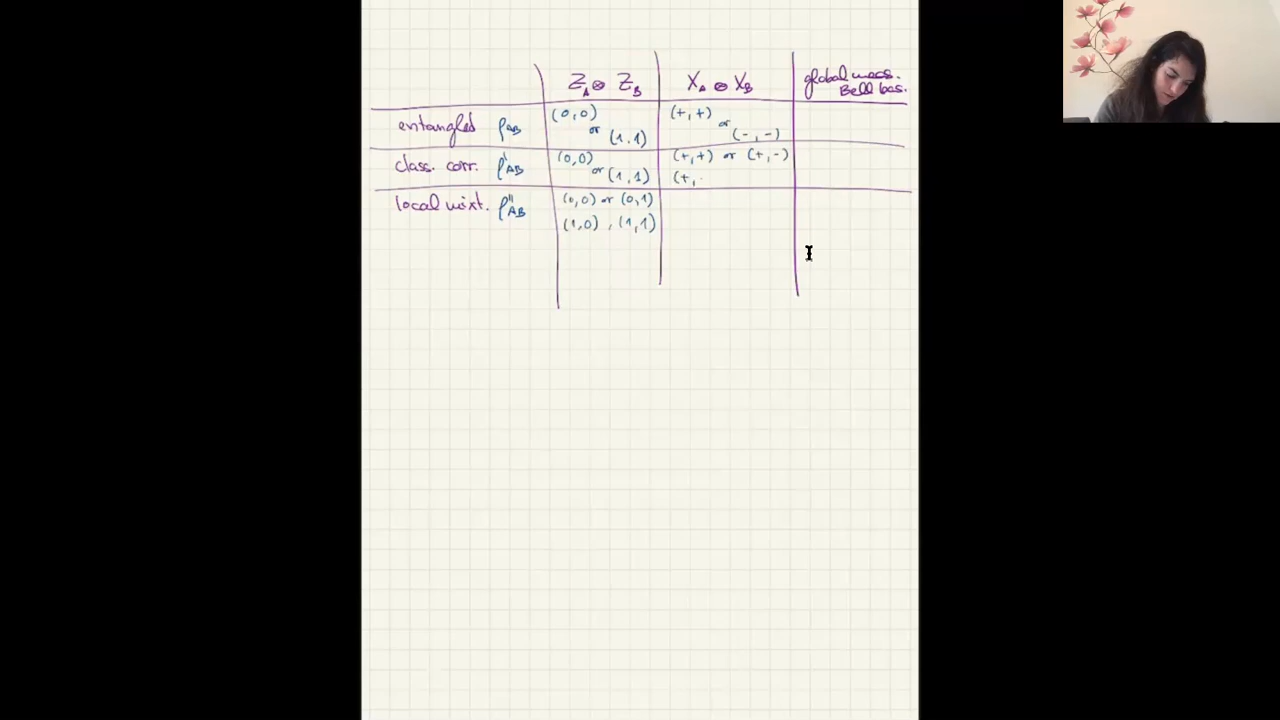 Z_A ⊗ Z_B X_A ⊗ X_B global meas. Bell bas.
entangled ρ_AB (0,0) or (1,1) (+,+) or (-,-)
class. corr. ρ'_AB (0,0) or (1,1) (+,+) or (+,-)
(+,
local mixt. ρ''_AB (0,0) or (0,1)
(1,0) , (1,1)